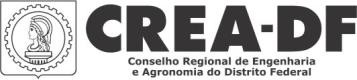 CREA-DF
Conselho Regional de Engenharia
e Agronomia do Distrito Federal